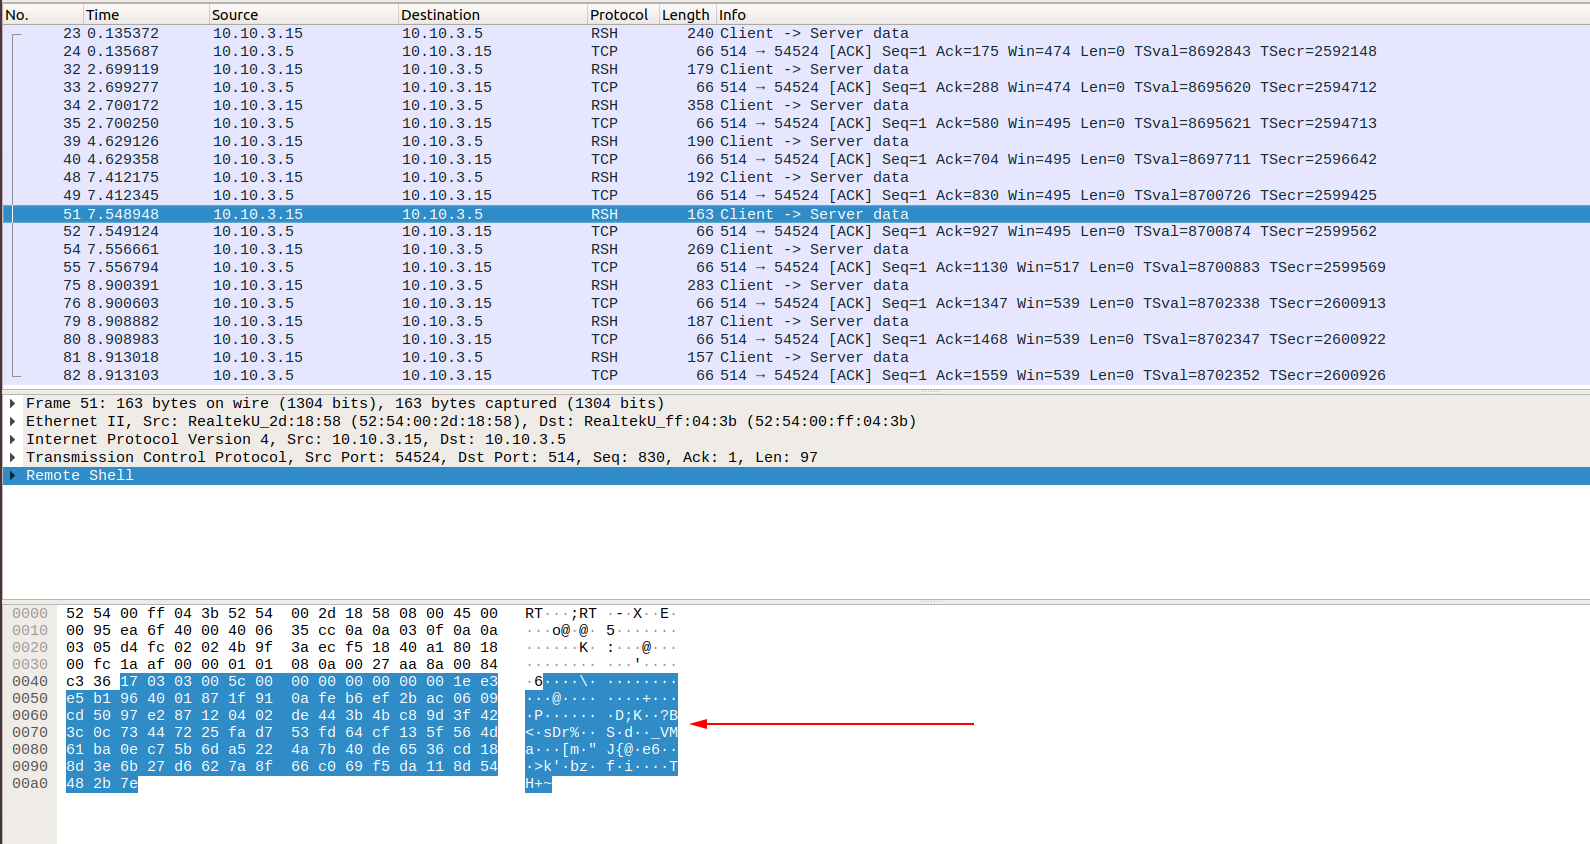 No. Time Source Destination Protocol Length Info
23 0.135372 10.10.3.15 10.10.3.5 RSH 240 Client -> Server data
24 0.135687 10.10.3.5 10.10.3.15 TCP 66 514 → 54524 [ACK] Seq=1 Ack=175 Win=474 Len=0 TSval=8692843 TSecr=2592148
32 2.699119 10.10.3.15 10.10.3.5 RSH 179 Client -> Server data
33 2.699277 10.10.3.5 10.10.3.15 TCP 66 514 → 54524 [ACK] Seq=1 Ack=288 Win=474 Len=0 TSval=8695620 TSecr=2594712
34 2.700172 10.10.3.15 10.10.3.5 RSH 358 Client -> Server data
35 2.700250 10.10.3.5 10.10.3.15 TCP 66 514 → 54524 [ACK] Seq=1 Ack=580 Win=495 Len=0 TSval=8695621 TSecr=2594713
39 4.629126 10.10.3.15 10.10.3.5 RSH 190 Client -> Server data
40 4.629358 10.10.3.5 10.10.3.15 TCP 66 514 → 54524 [ACK] Seq=1 Ack=704 Win=495 Len=0 TSval=8697711 TSecr=2596642
48 7.412175 10.10.3.15 10.10.3.5 RSH 192 Client -> Server data
49 7.412345 10.10.3.5 10.10.3.15 TCP 66 514 → 54524 [ACK] Seq=1 Ack=830 Win=495 Len=0 TSval=8700726 TSecr=2599425
51 7.548948 10.10.3.15 10.10.3.5 RSH 163 Client -> Server data
52 7.549124 10.10.3.5 10.10.3.15 TCP 66 514 → 54524 [ACK] Seq=1 Ack=927 Win=495 Len=0 TSval=8700874 TSecr=2599562
54 7.556661 10.10.3.15 10.10.3.5 RSH 269 Client -> Server data
55 7.556794 10.10.3.5 10.10.3.15 TCP 66 514 → 54524 [ACK] Seq=1 Ack=1130 Win=517 Len=0 TSval=8700883 TSecr=2599569
75 8.900391 10.10.3.15 10.10.3.5 RSH 283 Client -> Server data
76 8.900603 10.10.3.5 10.10.3.15 TCP 66 514 → 54524 [ACK] Seq=1 Ack=1347 Win=539 Len=0 TSval=8702338 TSecr=2600913
79 8.908882 10.10.3.15 10.10.3.5 RSH 187 Client -> Server data
80 8.908983 10.10.3.5 10.10.3.15 TCP 66 514 → 54524 [ACK] Seq=1 Ack=1468 Win=539 Len=0 TSval=8702347 TSecr=2600922
81 8.913018 10.10.3.15 10.10.3.5 RSH 157 Client -> Server data
82 8.913103 10.10.3.5 10.10.3.15 TCP 66 514 → 54524 [ACK] Seq=1 Ack=1559 Win=539 Len=0 TSval=8702352 TSecr=2600926
Frame 51: 163 bytes on wire (1304 bits), 163 bytes captured (1304 bits)
Ethernet II, Src: RealtekU_2d:18:58 (52:54:00:2d:18:58), Dst: RealtekU_ff:04:3b (52:54:00:ff:04:3b)
Internet Protocol Version 4, Src: 10.10.3.15, Dst: 10.10.3.5
Transmission Control Protocol, Src Port: 54524, Dst Port: 514, Seq: 830, Ack: 1, Len: 97
Remote Shell
0000 52 54 00 ff 04 3b 52 54 00 2d 18 58 08 00 45 00 RT···;RT ·-·X··E·
0010 00 95 ea 6f 40 00 40 06 35 cc 0a 0a 03 0f 0a 0a ···o@·@· 5·······
0020 03 05 d4 fc 02 02 4b 9f 3a ec f5 18 40 a1 80 18 ······K· :···@···
0030 00 fc 1a af 00 00 01 01 08 0a 00 27 aa 8a 00 84 ········ ···'····
0040 c3 36 17 03 03 00 5c 00 00 00 00 00 00 00 1e e3 ·6····\· ········
0050 e5 b1 96 40 01 87 1f 91 0a fe b6 ef 2b ac 06 09 ···@···· ····+···
0060 cd 50 97 e2 87 12 04 02 de 44 3b 4b c8 9d 3f 42 ·P······ ·D;K··?B
0070 3c 0c 73 44 72 25 fa d7 53 fd 64 cf 13 5f 56 4d <·sDr%·· S·d··_VM
0080 61 ba 0e c7 5b 6d a5 22 4a 7b 40 de 65 36 cd 18 a···[m·" J{@·e6··
0090 8d 3e 6b 27 d6 62 7a 8f 66 c0 69 f5 da 11 8d 54 ·>k'·bz· f·i····T
00a0 48 2b 7e H+~